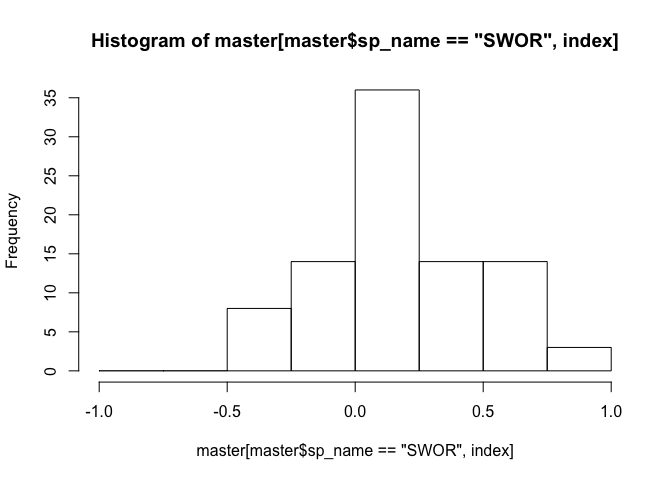 Histogram of master[master$sp_name == "SWOR", index]
Frequency
35
30
25
20
15
10
5
0
-1.0 -0.5 0.0 0.5 1.0
master[master$sp_name == "SWOR", index]